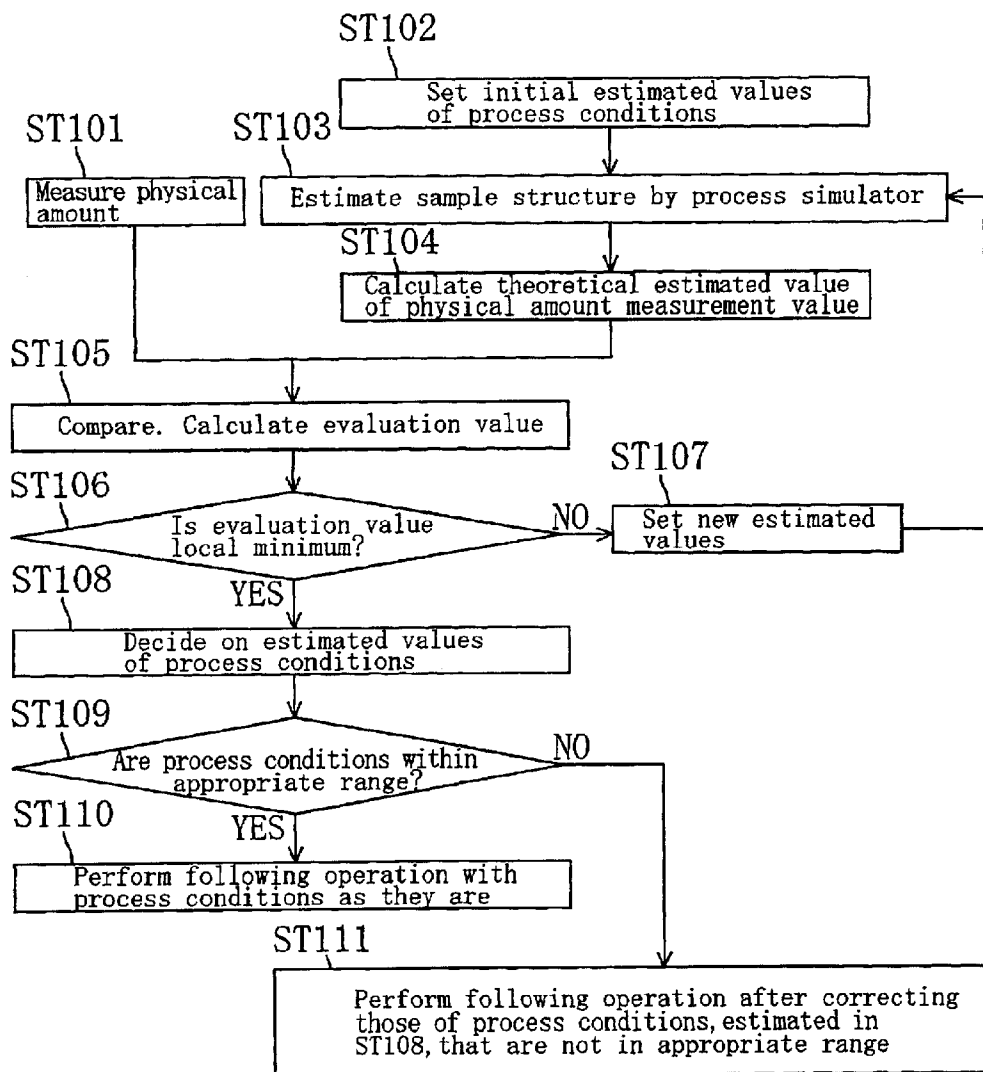 ST102
Set initial estimated values
of process conditions
ST101
Measure physical
amount
ST103
Estimate sample structure by process simulator
ST104
Calculate theoretical estimated value
of physical amount measurement value
ST105
Compare. Calculate evaluation value
ST106
Is evaluation value
local minimum?
NO
ST107
Set new estimated
values
YES
ST108
Decide on estimated values
of process conditions
ST109
Are process conditions within
appropriate range?
NO
YES
ST110
Perform following operation with
process conditions as they are
ST111
Perform following operation after correcting
those of process conditions, estimated in
ST108, that are not in appropriate range